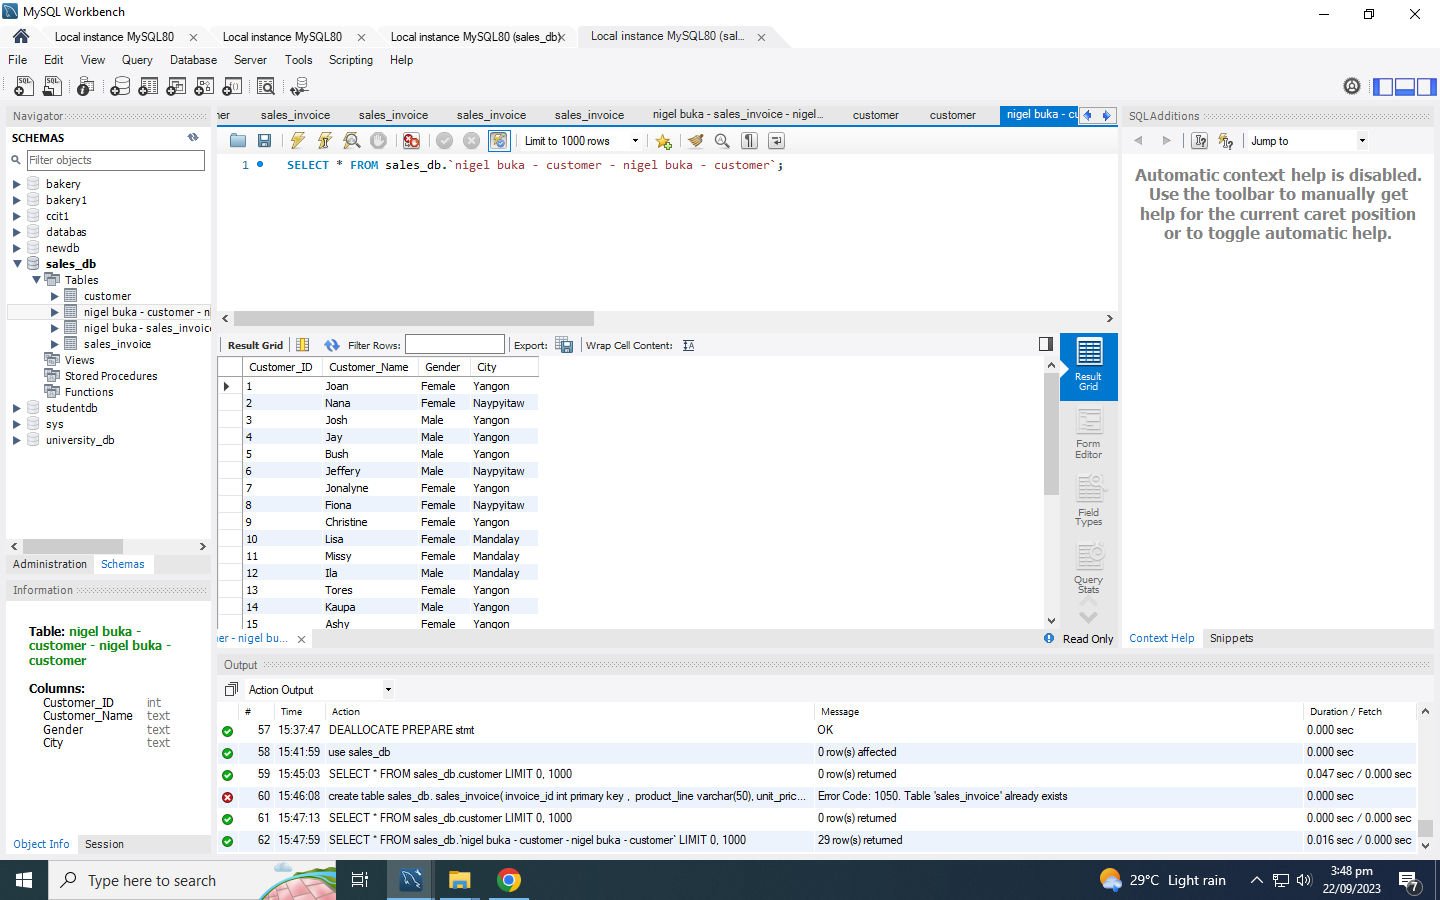 MySQL Workbench
Local instance MySQL80
Local instance MySQL80
Local instance MySQL80 (sales_db)
Local instance MySQL80 (sal...
File Edit View Query Database Server Tools Scripting Help
Navigator
SCHEMAS
Filter objects
bakery
bakery1
ccit1
databas
newdb
sales_db
Tables
customer
nigel buka - customer - ni
nigel buka - sales_invoice
sales_invoice
Views
Stored Procedures
Functions
studentdb
sys
university_db
Administration Schemas
Information
Table: nigel buka -
customer - nigel buka -
customer
Columns:
Customer_ID int
Customer_Name text
Gender text
City text
Object Info Session
ner sales_invoice sales_invoice sales_invoice sales_invoice nigel buka - sales_invoice - nigel... customer customer nigel buka - cu
Limit to 1000 rows
1 SELECT * FROM sales_db.`nigel buka - customer - nigel buka - customer`;
Result Grid Filter Rows: Export: Wrap Cell Content:
Customer_ID Customer_Name Gender City
1 Joan Female Yangon
2 Nana Female Naypyitaw
3 Josh Male Yangon
4 Jay Male Yangon
5 Bush Male Yangon
6 Jeffery Male Naypyitaw
7 Jonalyne Female Yangon
8 Fiona Female Naypyitaw
9 Christine Female Yangon
10 Lisa Female Mandalay
11 Missy Female Mandalay
12 Ila Male Mandalay
13 Tores Female Yangon
14 Kaupa Male Yangon
15 Ashy Female Yangon
Result
Grid
Form
Editor
Field
Types
Query
Stats
er - nigel bu...
Read Only
SQLAdditions
Jump to
Automatic context help is disabled.
Use the toolbar to manually get
help for the current caret position
or to toggle automatic help.
Context Help Snippets
Output
Action Output
# Time Action Message Duration / Fetch
57 15:37:47 DEALLOCATE PREPARE stmt OK 0.000 sec
58 15:41:59 use sales_db 0 row(s) affected 0.000 sec
59 15:45:03 SELECT * FROM sales_db.customer LIMIT 0, 1000 0 row(s) returned 0.047 sec / 0.000 sec
60 15:46:08 create table sales_db. sales_invoice( invoice_id int primary key , product_line varchar(50), unit_pric... Error Code: 1050. Table 'sales_invoice' already exists 0.000 sec
61 15:47:13 SELECT * FROM sales_db.customer LIMIT 0, 1000 0 row(s) returned 0.000 sec / 0.000 sec
62 15:47:59 SELECT * FROM sales_db.`nigel buka - customer - nigel buka - customer` LIMIT 0, 1000 29 row(s) returned 0.016 sec / 0.000 sec
Type here to search
29°C Light rain
3:48 pm
22/09/2023
7